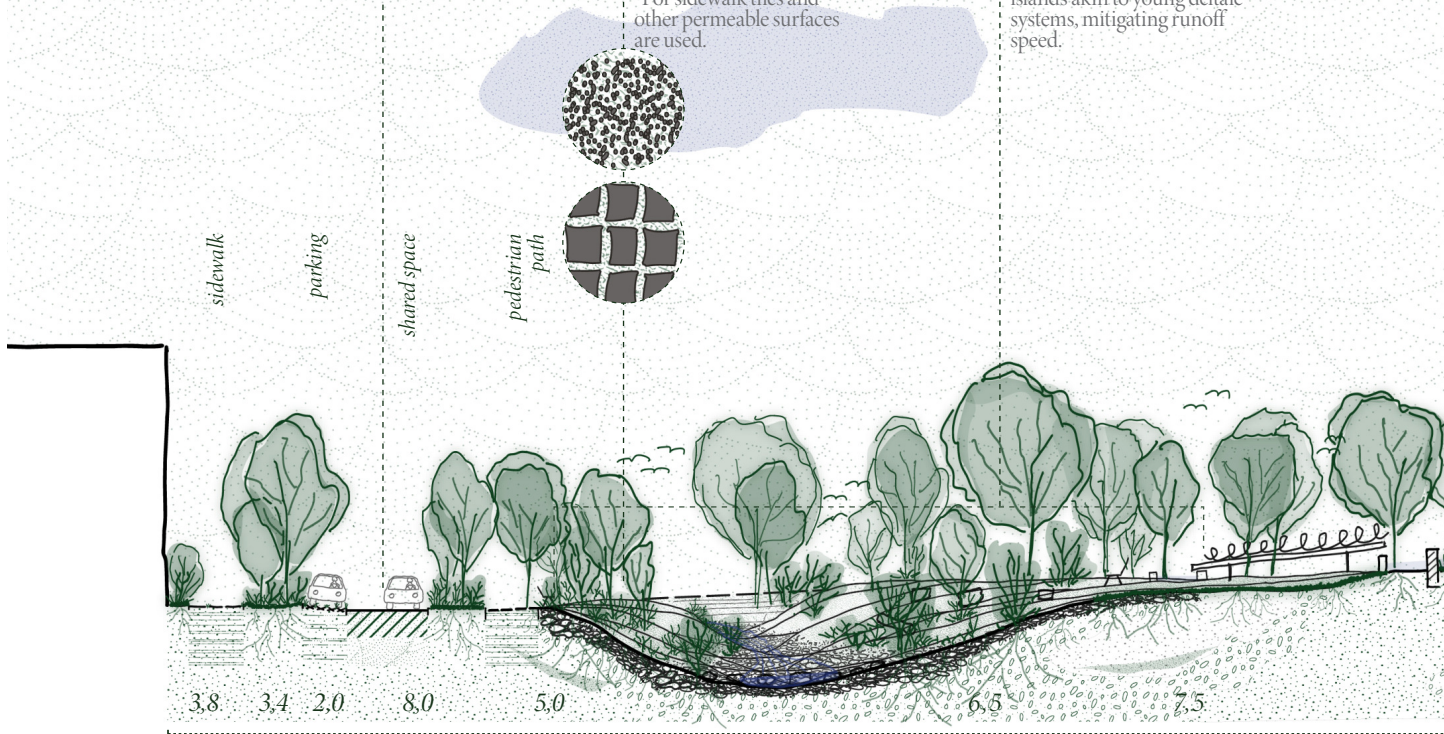 "For sidewalk tiles and
other permeable surfaces
are used.
islands akin to young deltaic
systems, mitigating runoff
speed.
sidewalk
parking
shared space
pedestrian
path
3,8
3,4
2,0
8,0
5,0
6,5
7,5